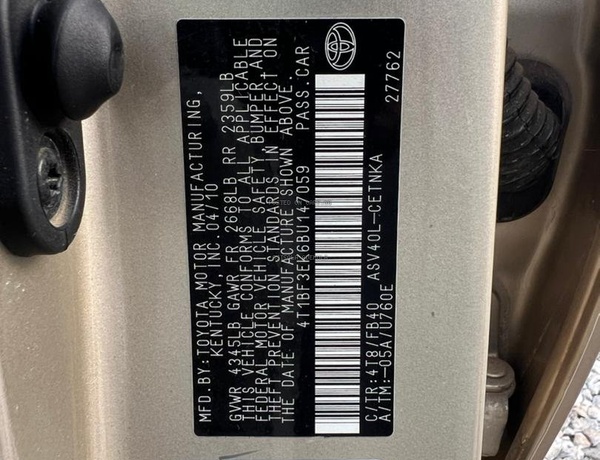 MFD. BY: TOYOTA MOTOR MANUFACTURING,
KENTUCKY, INC. 04/10
GVWR 4345LB GAWR FR 2668LB RR 2359LB
THIS VEHICLE CONFORMS TO ALL APPLICABLE
FEDERAL MOTOR VEHICLE SAFETY, BUMPER, AND
THEFT PREVENTION STANDARDS IN EFFECT ON
THE DATE OF MANUFACTURE SHOWN ABOVE.
PASS. CAR
C/TR: 4T8/FB40 ASV40L-CETNKA
A/TM: -05A/U760E 27762